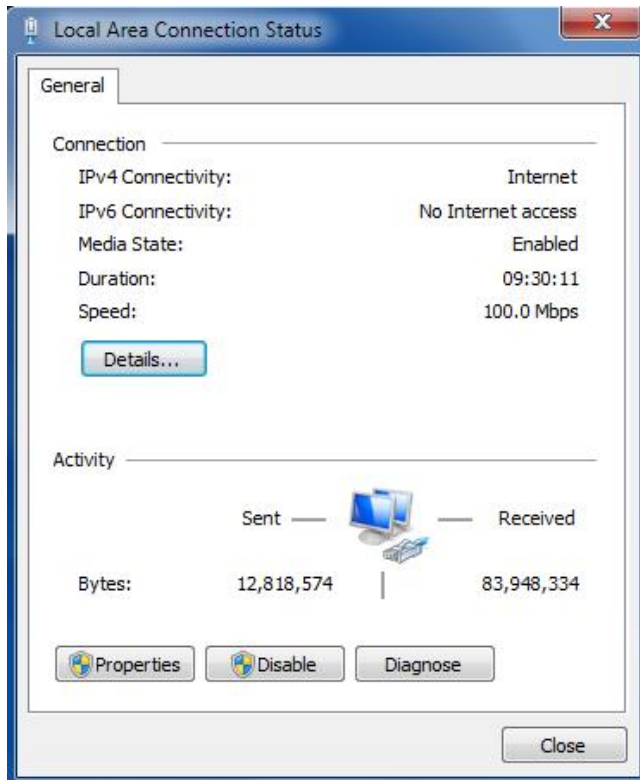 Local Area Connection Status
General
Connection
IPv4 Connectivity: Internet
IPv6 Connectivity: No Internet access
Media State: Enabled
Duration: 09:30:11
Speed: 100.0 Mbps
Details...
Activity
Sent Received
Bytes: 12,818,574 83,948,334
Properties Disable Diagnose
Close